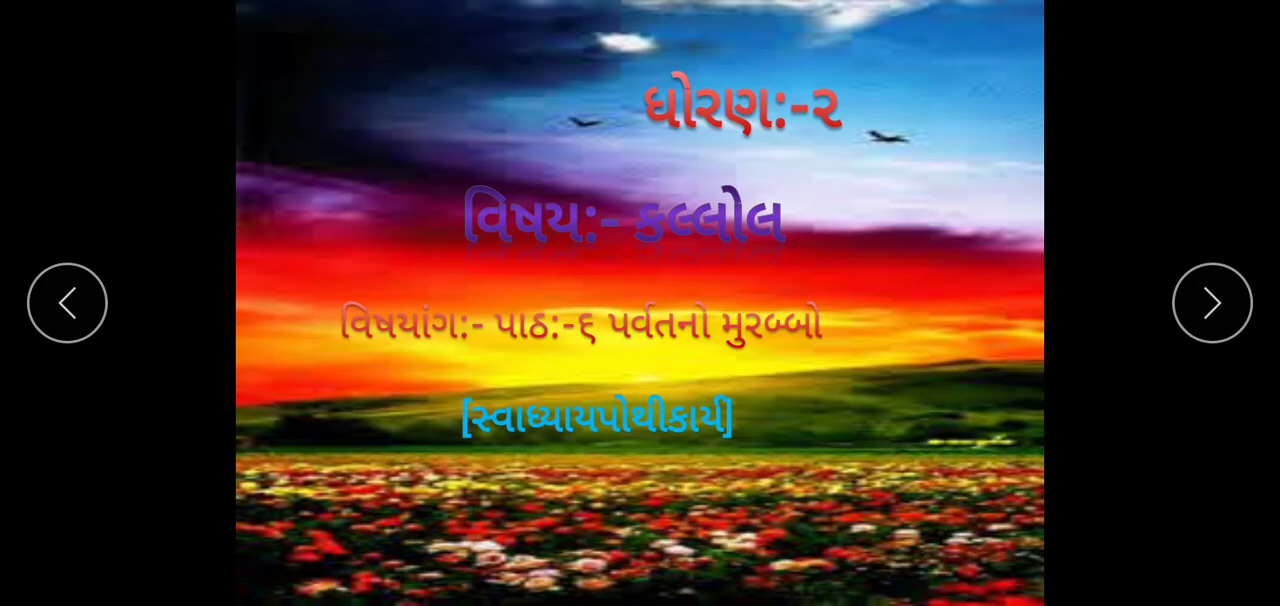 ધોરણ:-૨
વિષય:- કલ્લોલ
વિષયાંગ:- પાઠ:-૬ પર્વતનો મુરબ્બો
[સ્વાધ્યાયપોથીકાર્ય]